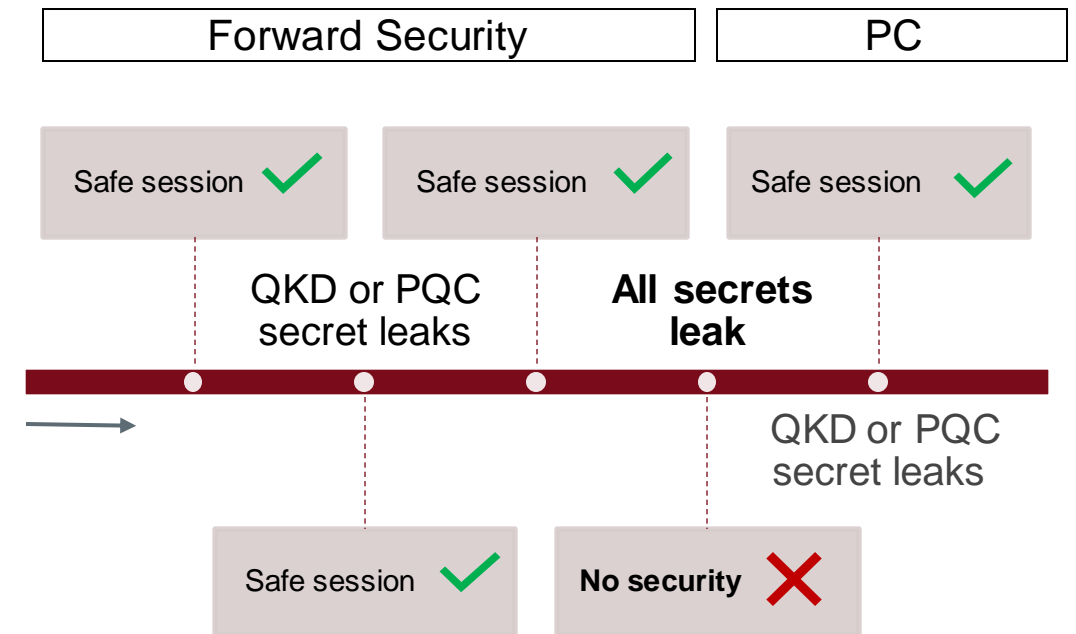 Forward Security
PC
Safe session
Safe session
Safe session
QKD or PQC
secret leaks
All secrets
leak
QKD or PQC
secret leaks
Safe session
No security